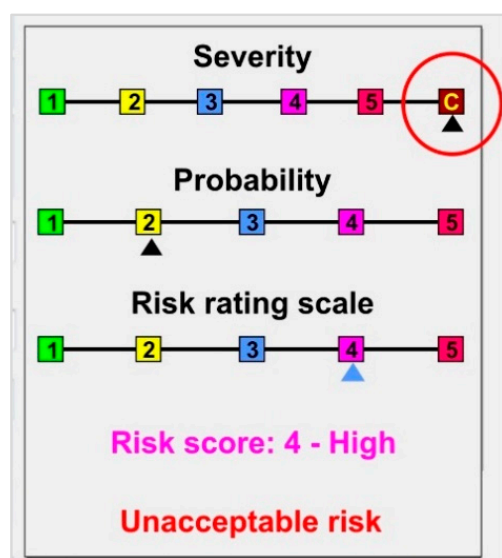 Severity
1 2 3 4 5 C
Probability
1 2 3 4 5
Risk rating scale
1 2 3 4 5
Risk score: 4 - High
Unacceptable risk